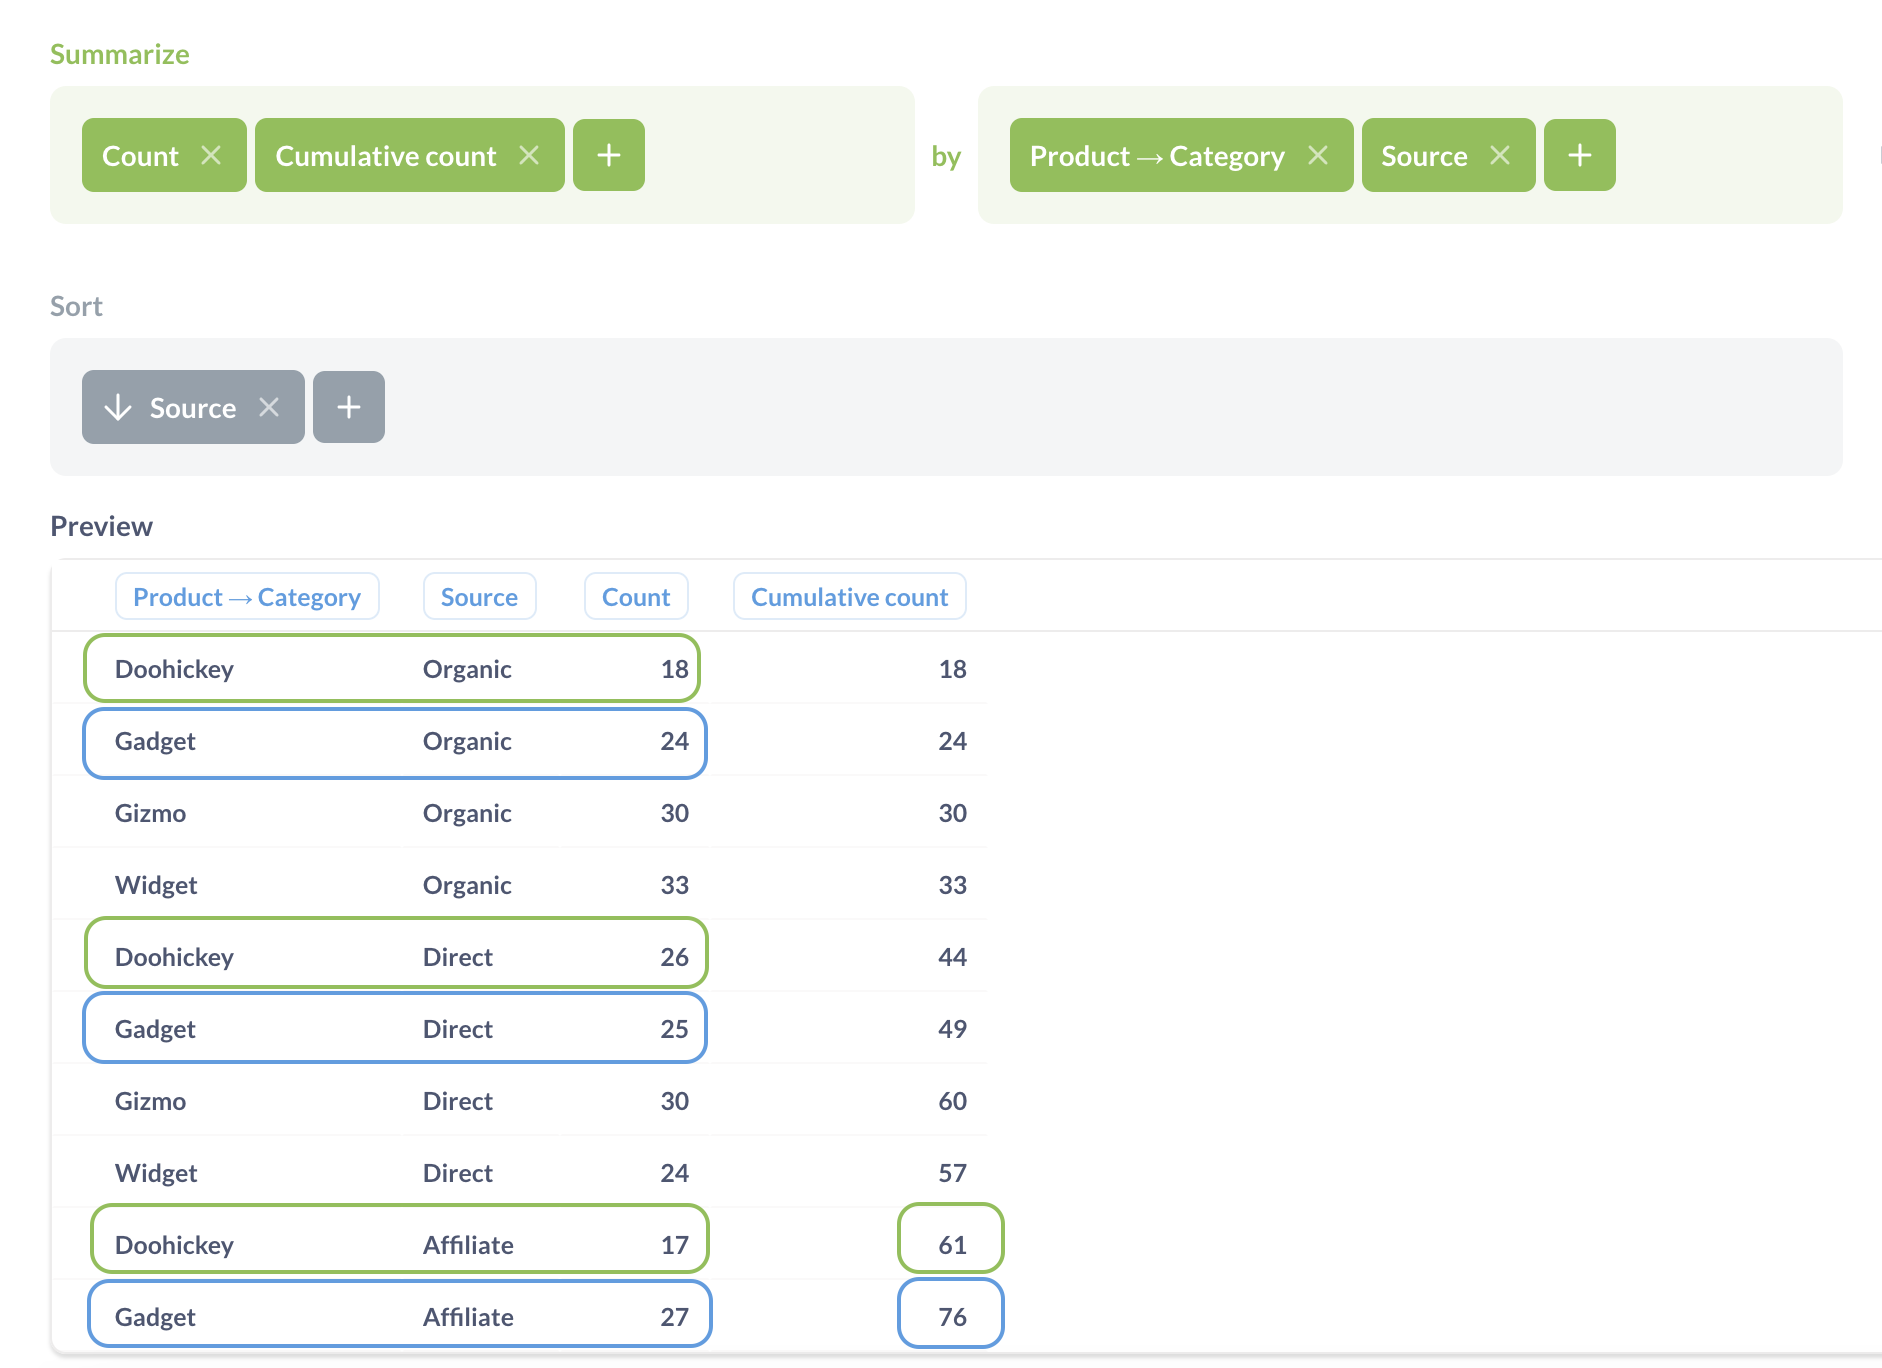 Summarize
Count Cumulative count by Product → Category Source
Sort
Source
Preview
Product → Category Source Count Cumulative count
Doohickey Organic 18 18
Gadget Organic 24 24
Gizmo Organic 30 30
Widget Organic 33 33
Doohickey Direct 26 44
Gadget Direct 25 49
Gizmo Direct 30 60
Widget Direct 24 57
Doohickey Affiliate 17 61
Gadget Affiliate 27 76